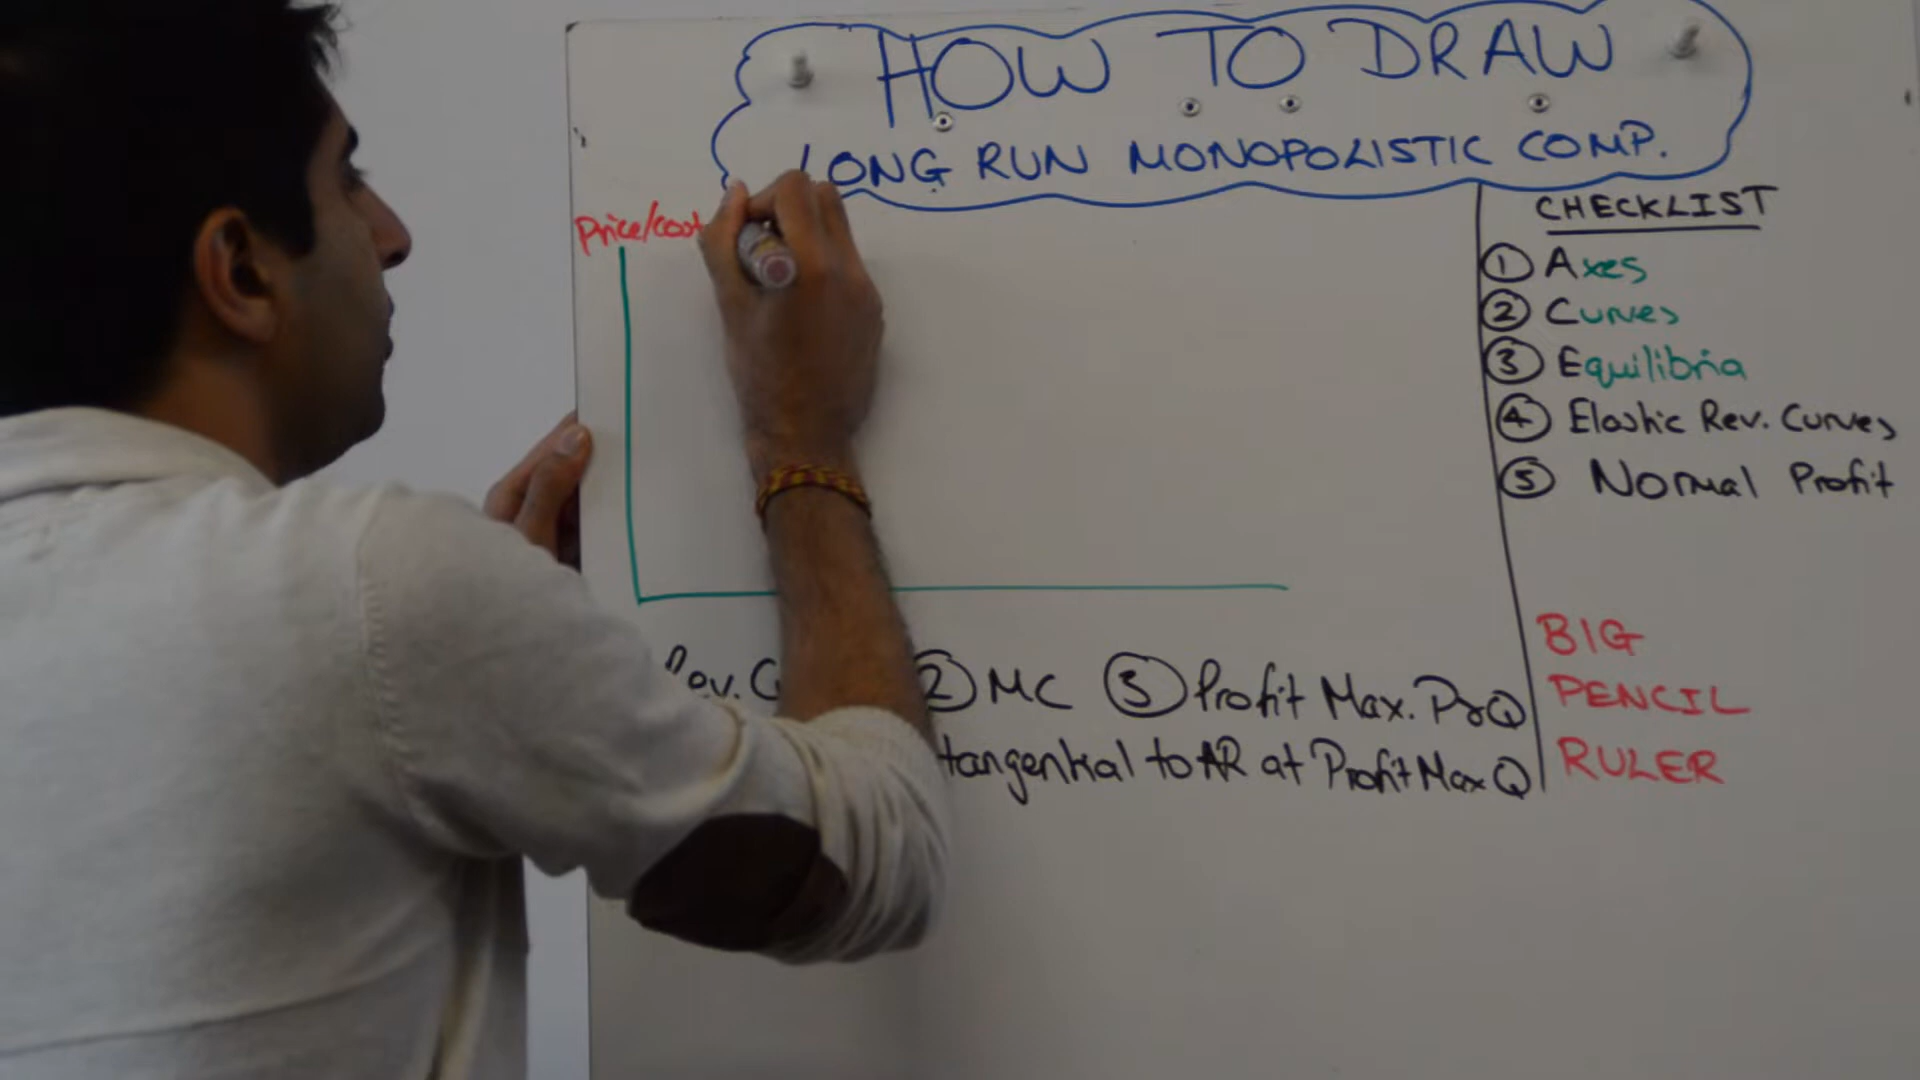 HOW TO DRAW
LONG RUN MONOPOLISTIC COMP.
Price/cost
CHECKLIST
① Axes
② Curves
③ Equilibria
④ Elastic Rev. Curves
⑤ Normal Profit
Rev. ② MC ③ Profit Max. P&Q
tangential to AR at Profit Max Q
BIG
PENCIL
RULER